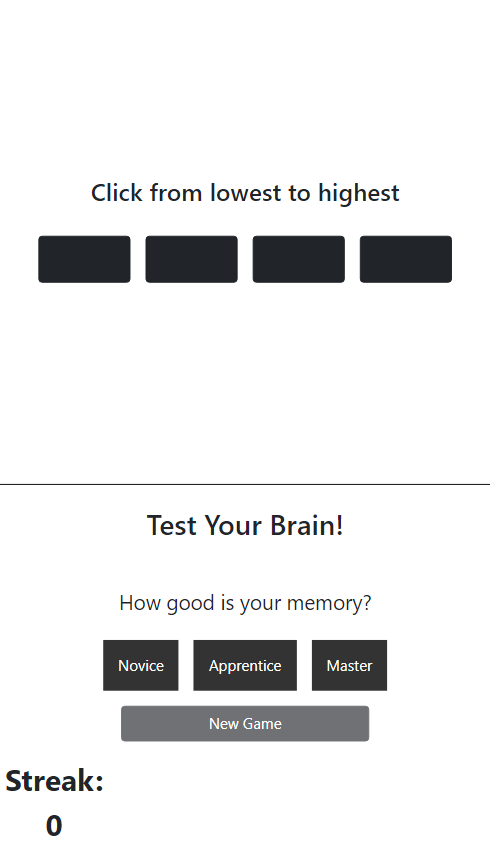 Click from lowest to highest
Test Your Brain!
How good is your memory?
Novice Apprentice Master
New Game
Streak:
0